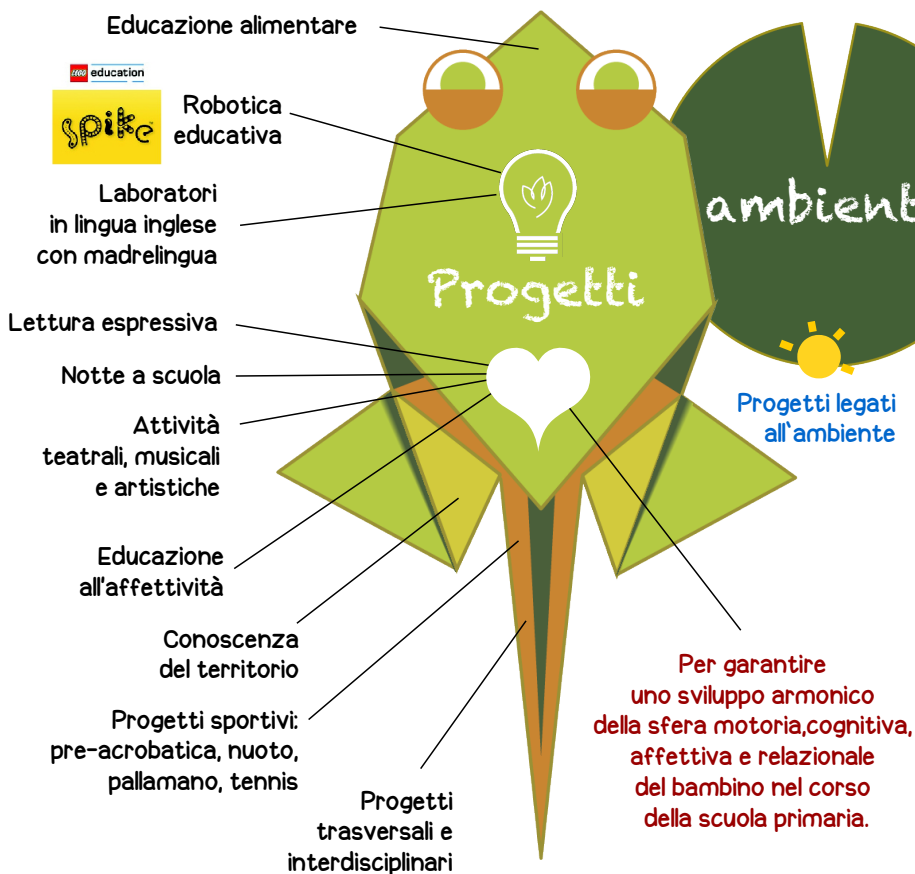 Educazione alimentare
LEGO education
spike
Robotica
educativa
Laboratori
in lingua inglese
con madrelingua
Progetti
ambient
Lettura espressiva
Notte a scuola
Attività
teatrali, musicali
e artistiche
Progetti legati
all'ambiente
Educazione
all'affettività
Conoscenza
del territorio
Progetti sportivi:
pre-acrobatica, nuoto,
pallamano, tennis
Progetti
trasversali e
interdisciplinari
Per garantire
uno sviluppo armonico
della sfera motoria,cognitiva,
affettiva e relazionale
del bambino nel corso
della scuola primaria.